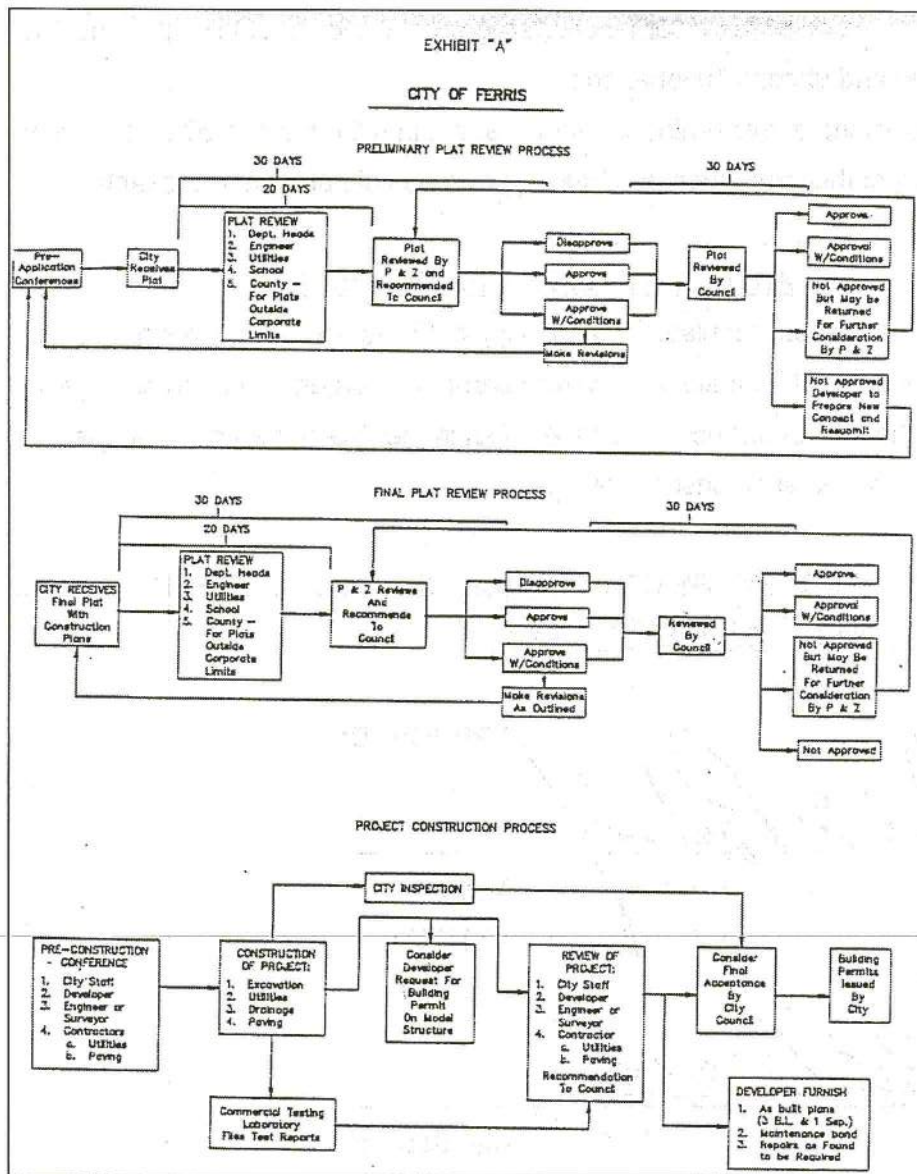 EXHIBIT "A"
CITY OF FERRIS
PRELIMINARY PLAT REVIEW PROCESS
30 DAYS
30 DAYS
20 DAYS
Pre-
Application
Conferences
City
Receives
Plat
PLAT REVIEW
1. Dept. Heads
2. Engineer
3. Utilities
4. School
5. County —
For Plats
Outside
Corporate
Limits
Plat
Reviewed By
P & Z and
Recommended
To Council
Disapprove
Approve
Approve
W/Conditions
Make Revisions
Plat
Reviewed
By
Council
Approve
Approval
W/Conditions
Not Approved
But May be
Returned
For Further
Consideration
By P & Z
Not Approved
Developer to
Prepare New
Concept and
Resubmit
FINAL PLAT REVIEW PROCESS
30 DAYS
30 DAYS
20 DAYS
CITY RECEIVES
Final Plat
With
Construction
Plans
PLAT REVIEW
1. Dept. Heads
2. Engineer
3. Utilities
4. School
5. County —
For Plats
Outside
Corporate
Limits
P & Z Reviews
And
Recommends
To
Council
Disapprove
Approve
Approve
W/Conditions
Make Revisions
As Outlined
Reviewed
By
Council
Approve
Approval
W/Conditions
Not Approved
But May Be
Returned
For Further
Consideration
By P & Z
Not Approved
PROJECT CONSTRUCTION PROCESS
CITY INSPECTION
PRE-CONSTRUCTION
- CONFERENCE
1. City Staff
2. Developer
3. Engineer or
Surveyor
4. Contractors
a. Utilities
b. Paving
CONSTRUCTION
OF PROJECT:
1. Excavation
2. Utilities
3. Drainage
4. Paving
Consider
Developer
Request For
Building
Permit
On Model
Structure
REVIEW OF
PROJECT:
1. City Staff
2. Developer
3. Engineer or
Surveyor
4. Contractor
a. Utilities
b. Paving
Recommendation
To Council
Consider
Final
Acceptance
By
City
Council
Building
Permits
Issued
By
City
Commercial Testing
Laboratory
Files Test Reports
DEVELOPER FURNISH
1. As built plans
(3 B.L. & 1 Sep.)
2. Maintenance bond
3. Repairs as Found
to be Required